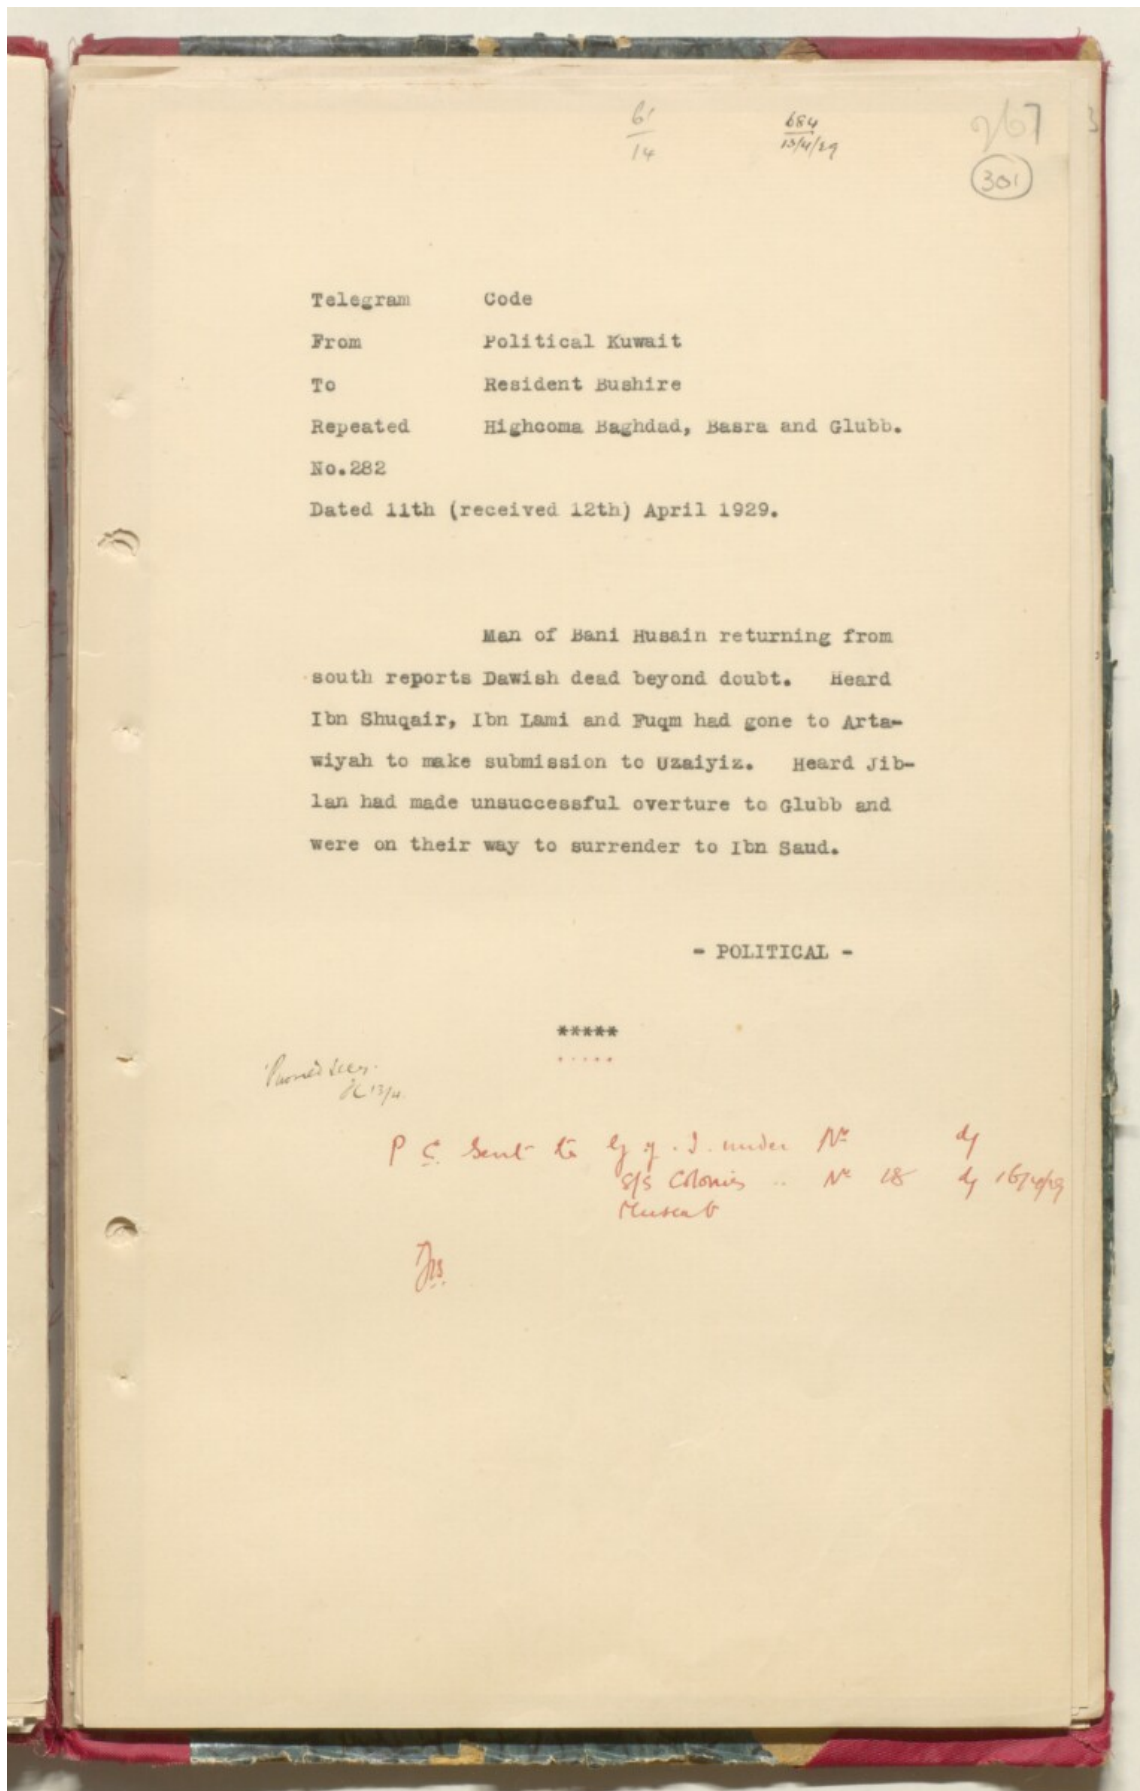 61
14
684
13/4/29
267
301
Telegram Code
From Political Kuwait
To Resident Bushire
Repeated Highcoma Baghdad, Basra and Glubb.
No.282
Dated 11th (received 12th) April 1929.
Man of Bani Husain returning from
south reports Dawish dead beyond doubt. Heard
Ibn Shuqair, Ibn Lami and Fuqm had gone to Arta-
wiyah to make submission to Uzaiyiz. Heard Jib-
lan had made unsuccessful overture to Glubb and
were on their way to surrender to Ibn Saud.
- POLITICAL -
*****
.....
13/4.
P C. Sent to G of. I. under No d/
S/S Colonies .. No 18 d/ 16/4/29
Muscat